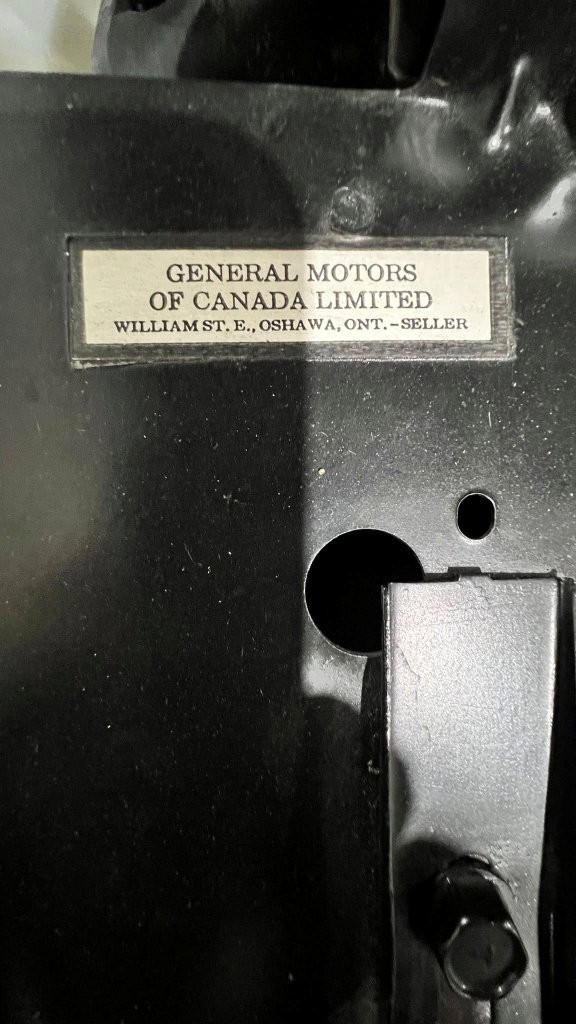 GENERAL MOTORS
OF CANADA LIMITED
WILLIAM ST. E., OSHAWA, ONT.-SELLER